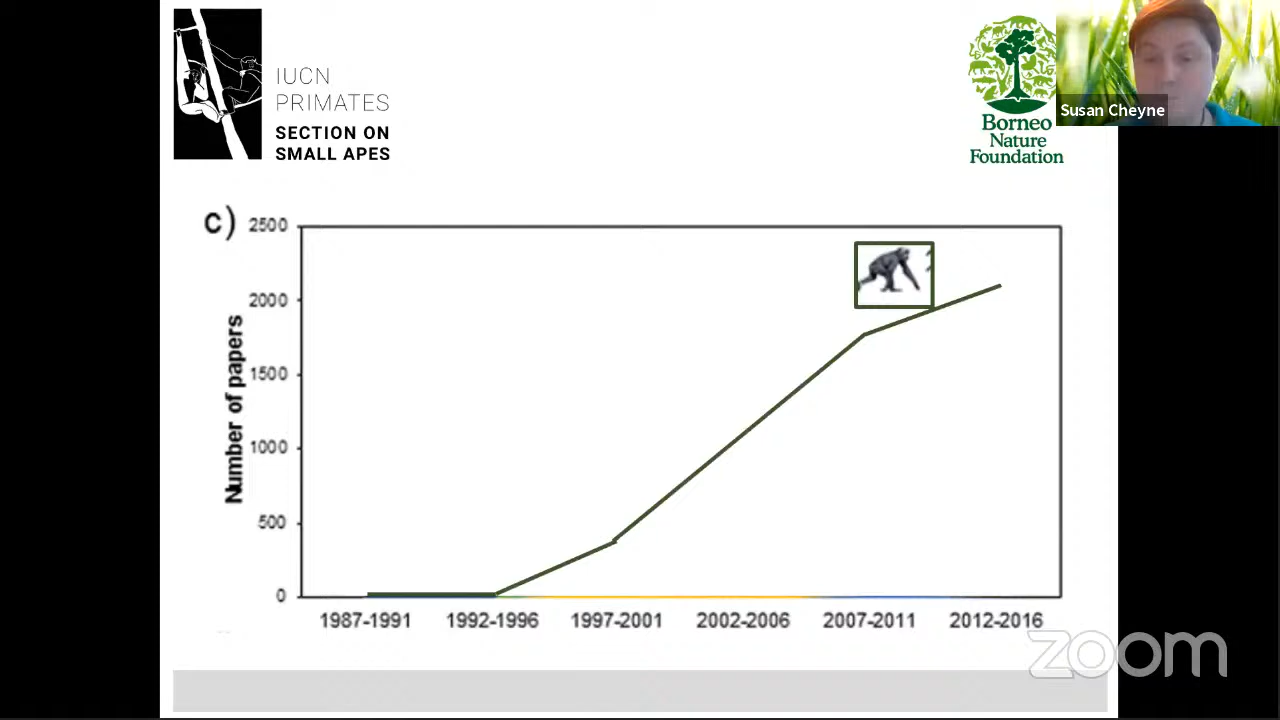 IUCN
PRIMATES
SECTION ON
SMALL APES
Borneo
Nature
Foundation
Susan Cheyne
c)
2500
2000
1500
1000
500
0
Number of papers
1987-1991 1992-1996 1997-2001 2002-2006 2007-2011 2012-2016
zoom